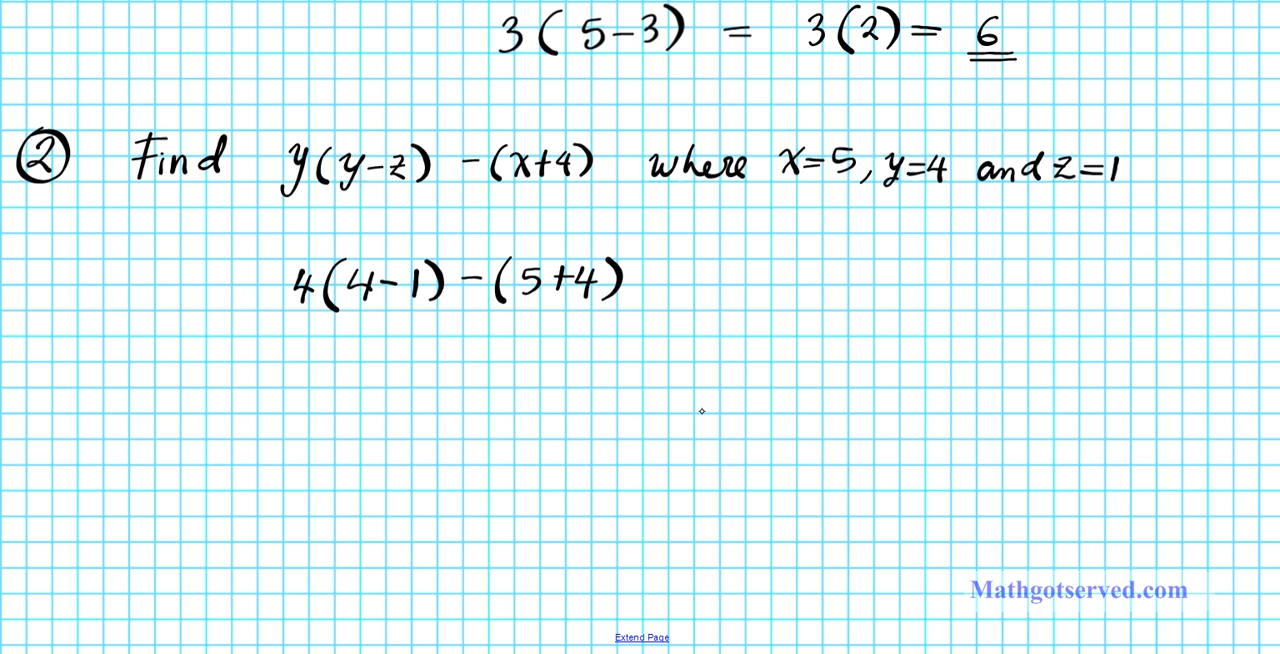 3(5-3) = 3(2) = 6
② Find y(y-z) -(x+4) where x=5, y=4 and z=1
4(4-1) -(5+4)
Mathgotserved.com
Extend Page